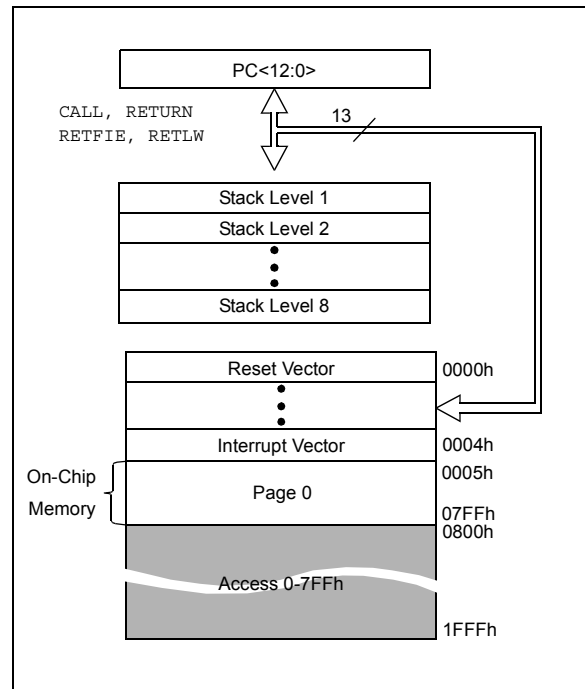 PC<12:0>
CALL, RETURN
RETFIE, RETLW
13
Stack Level 1
Stack Level 2
Stack Level 8
Reset Vector
0000h
Interrupt Vector
0004h
0005h
On-Chip
Memory
Page 0
07FFh
0800h
Access 0-7FFh
1FFFh